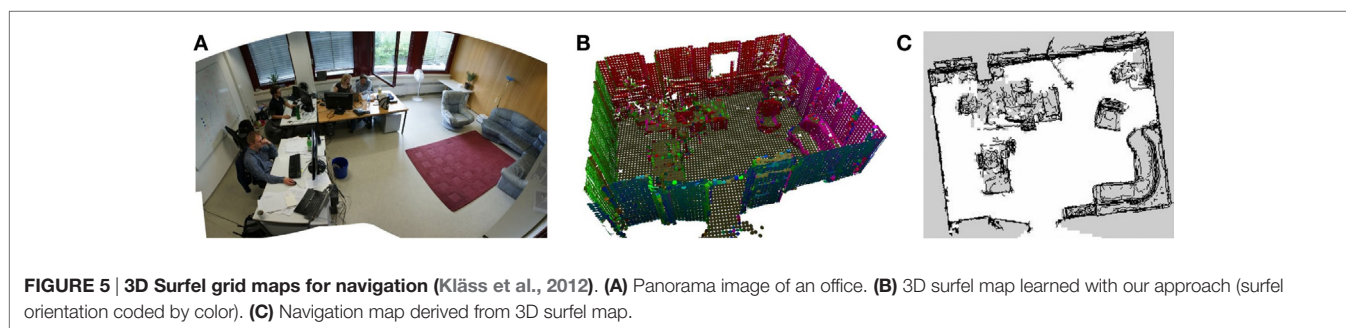 A
B
C
FIGURE 5 | 3D Surfel grid maps for navigation (Kläss et al., 2012). (A) Panorama image of an office. (B) 3D surfel map learned with our approach (surfel
orientation coded by color). (C) Navigation map derived from 3D surfel map.